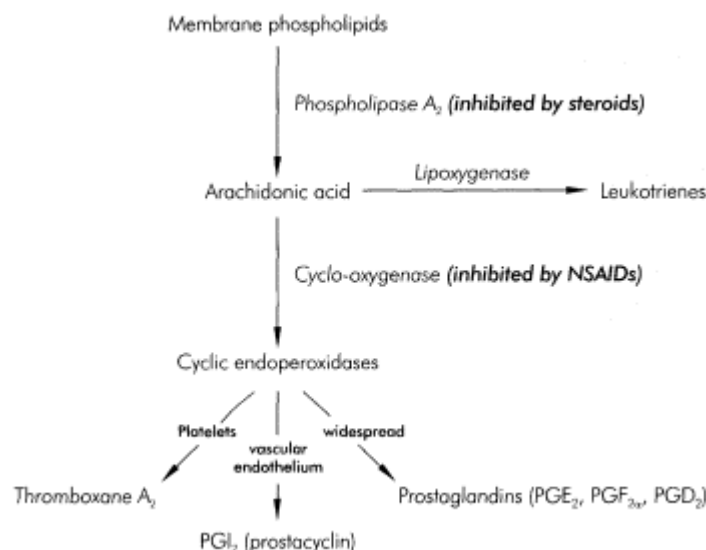 Membrane phospholipids
Phospholipase A₂ (inhibited by steroids)
Lipoxygenase
Arachidonic acid
Leukotrienes
Cyclo-oxygenase (inhibited by NSAIDs)
Cyclic endoperoxidases
Platelets
widespread
vascular
endothelium
Thromboxane A₂
Prostaglandins (PGE₂, PGF₂α, PGD₂)
PGI₂ (prostacyclin)